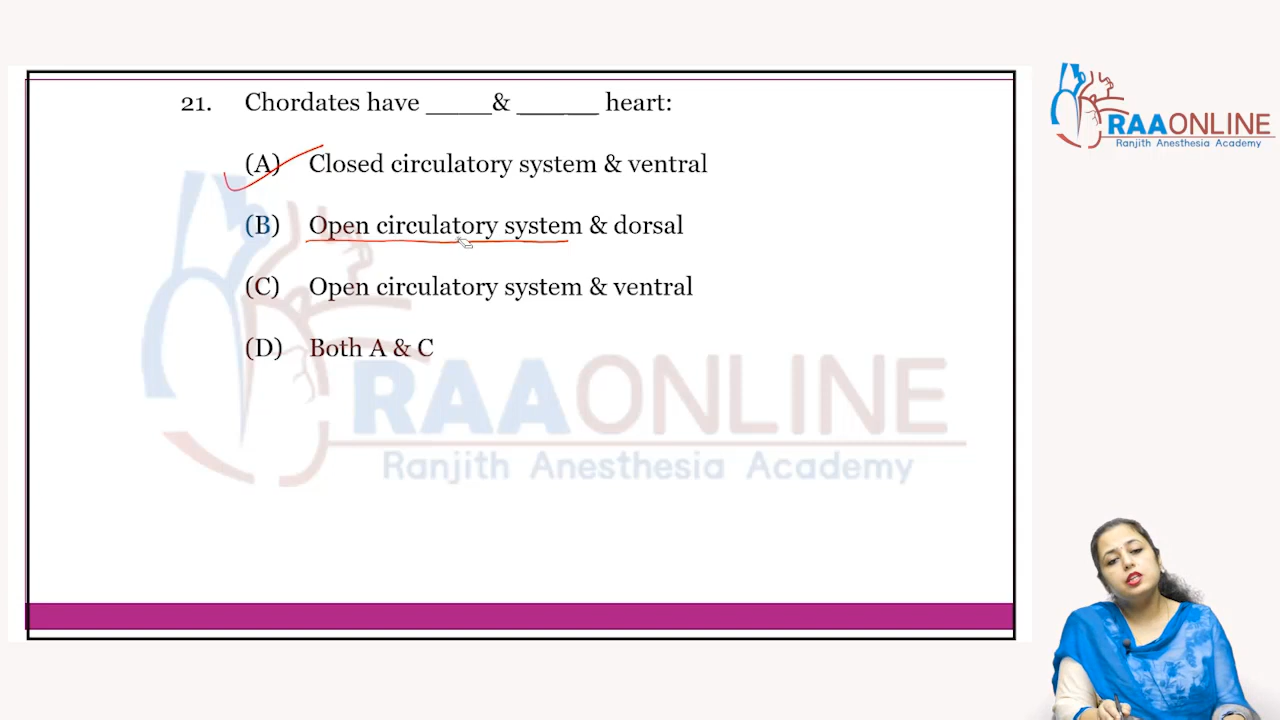 21. Chordates have _____& ______ heart:
(A) Closed circulatory system & ventral
(B) Open circulatory system & dorsal
(C) Open circulatory system & ventral
(D) Both A & C
RAAONLINE
Ranjith Anesthesia Academy
RAAONLINE
Ranjith Anesthesia Academy